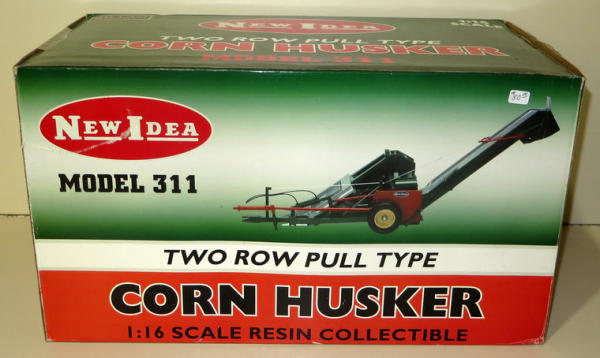 NEW IDEA
1:16
SCALE
TWO ROW PULL TYPE
CORN HUSKER
MODEL 311
NEW IDEA
MODEL 311
TWO ROW PULL TYPE
CORN HUSKER
1:16 SCALE RESIN COLLECTIBLE